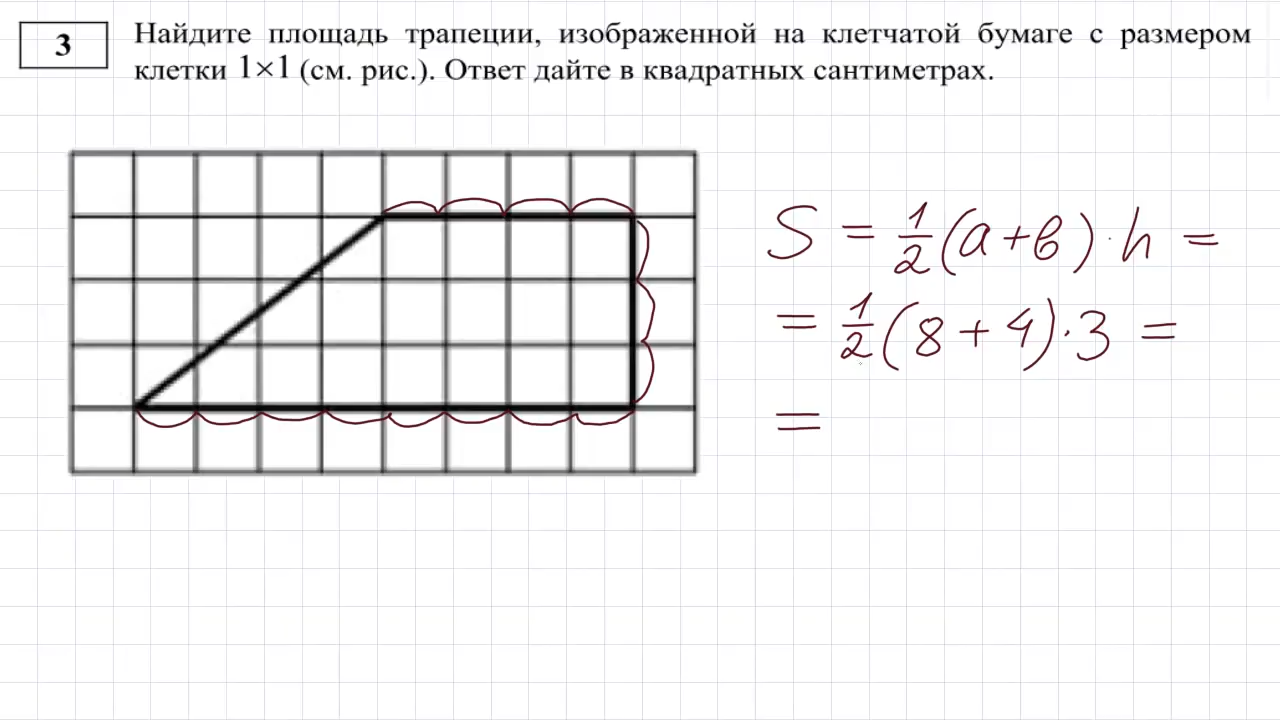 3
Найдите площадь трапеции, изображенной на клетчатой бумаге с размером
клетки 1×1 (см. рис.). Ответ дайте в квадратных сантиметрах.
S = 1/2 (a + в) · h =
= 1/2 (8 + 4) · 3 =
=